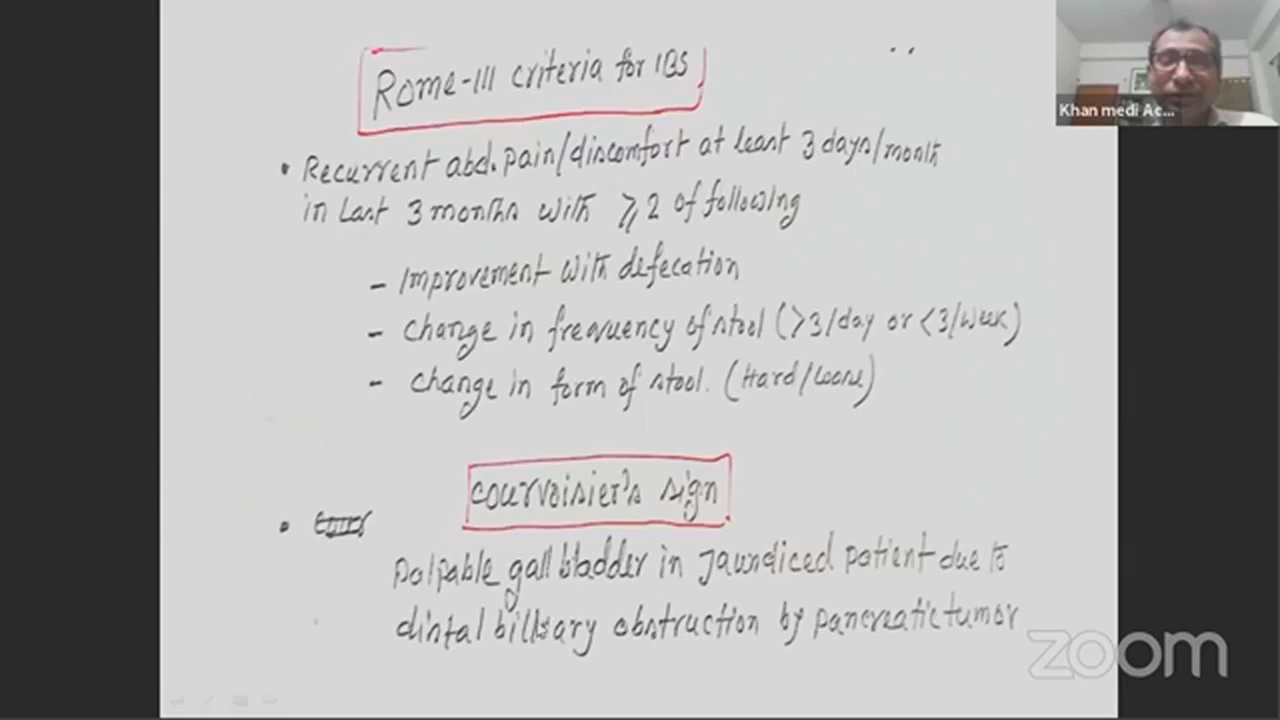 Rome-III criteria for IBS
Khan medi Ac...
• Recurrent abd. pain/discomfort at least 3 days/month
in Last 3 months with ≥2 of following
- Improvement with defecation
- change in frequency of stool (>3/day or <3/week)
- change in form of stool. (Hard/Loose)
Courvoisier's sign
•
Palpable gall bladder in Jaundiced patient due to
distal billiary obstruction by pancreatic tumor
zoom